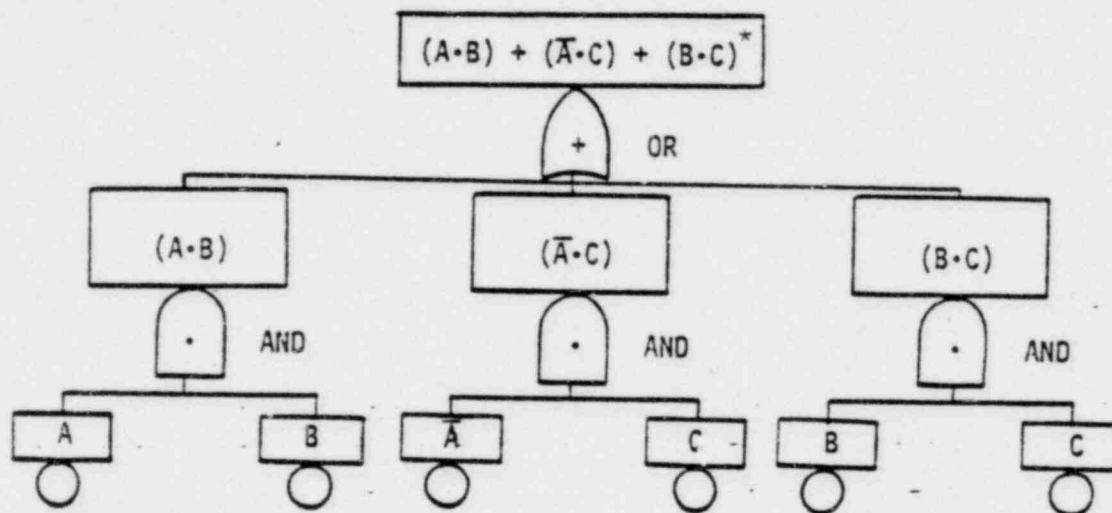 (A•B) + (A̅•C) + (B•C)*
+ OR
(A•B) (A̅•C) (B•C)
• AND • AND • AND
A B A̅ C B C